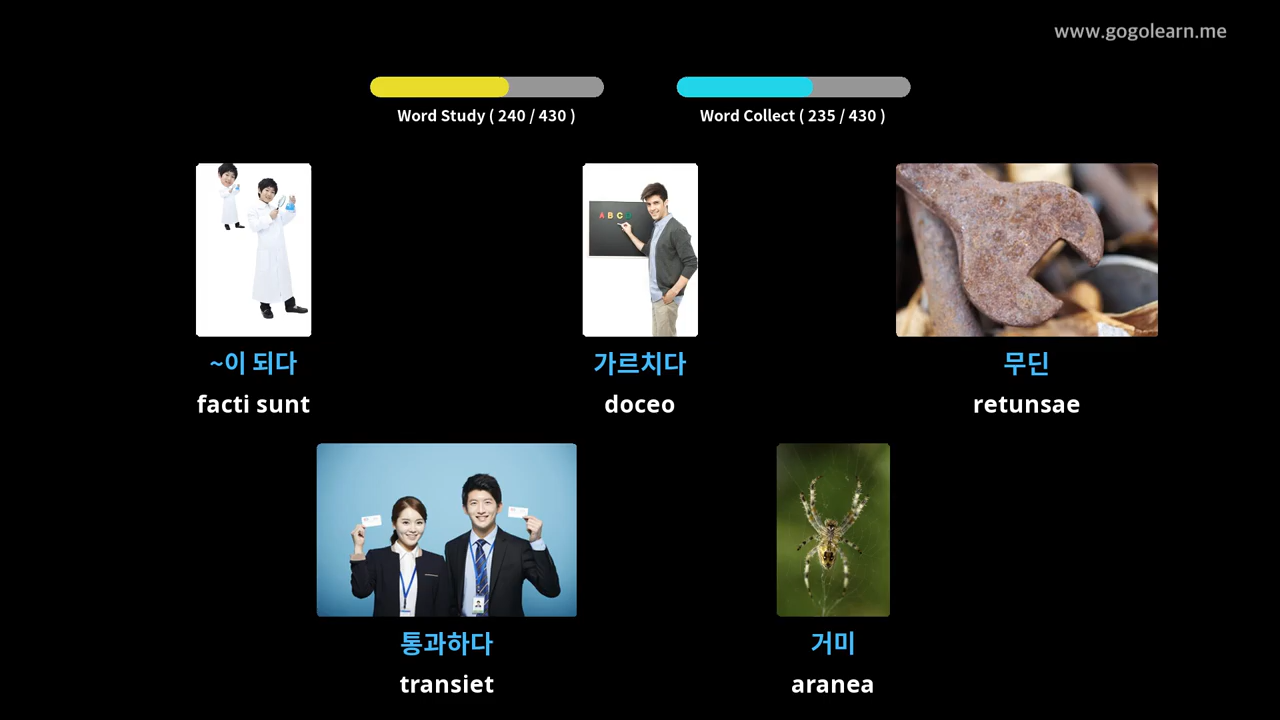 www.gogolearn.me
Word Study ( 240 / 430 )
Word Collect ( 235 / 430 )
A B C D
~이 되다
facti sunt
가르치다
doceo
무딘
retunsae
통과하다
transiet
거미
aranea